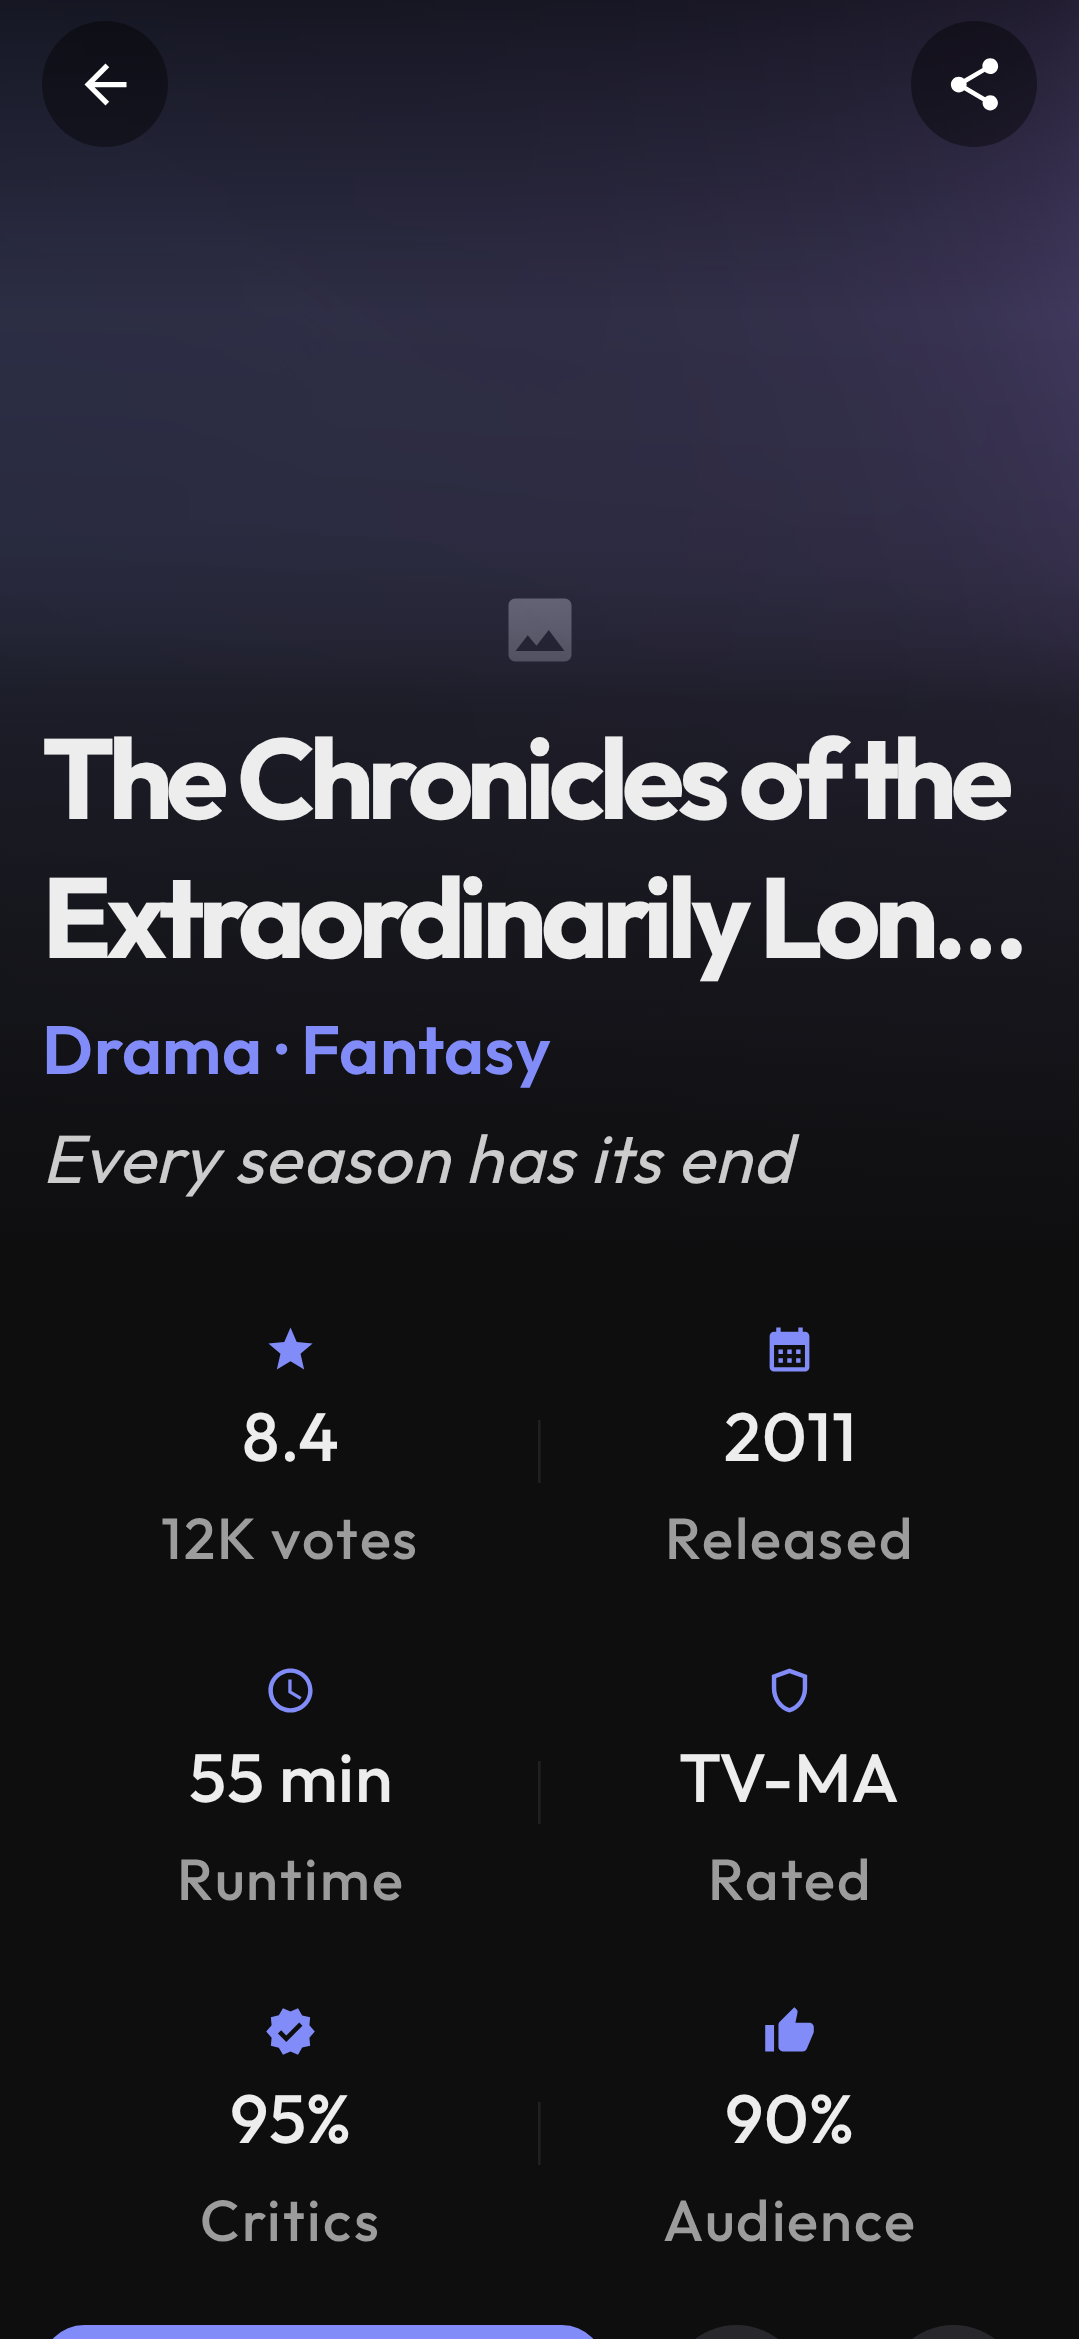 The Chronicles of the
Extraordinarily Lon...
Drama · Fantasy
Every season has its end
8.4
2011
12K votes
Released
55 min
TV-MA
Runtime
Rated
95%
90%
Critics
Audience